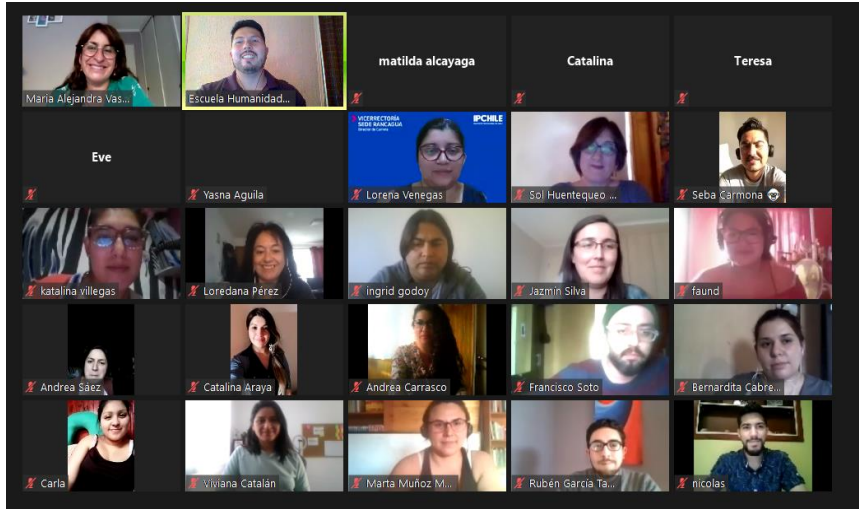 María Alejandra Vas...
Escuela Humanidad...
matilda alcayaga
Catalina
Teresa
Eve
Yasna Aguila
VICERRECTORÍA
SEDE RANCAGUA
IPCHILE
Lorena Venegas
Sol Huentequeo ...
Seba Carmona
katalina villegas
Loredana Pérez
ingrid godoy
Jazmín Silva
faund
Andrea Sáez
Catalina Araya
Andrea Carrasco
Francisco Soto
Bernardita Cabre...
Carla
Viviana Catalán
Marta Muñoz M...
Rubén García Ta...
nicolas